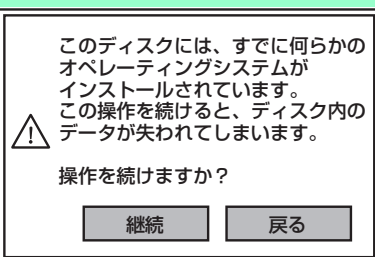 このディスクには、すでに何らかの
オペレーティングシステムが
インストールされています。
この操作を続けると、ディスク内の
データが失われてしまいます。
操作を続けますか？
継続
戻る